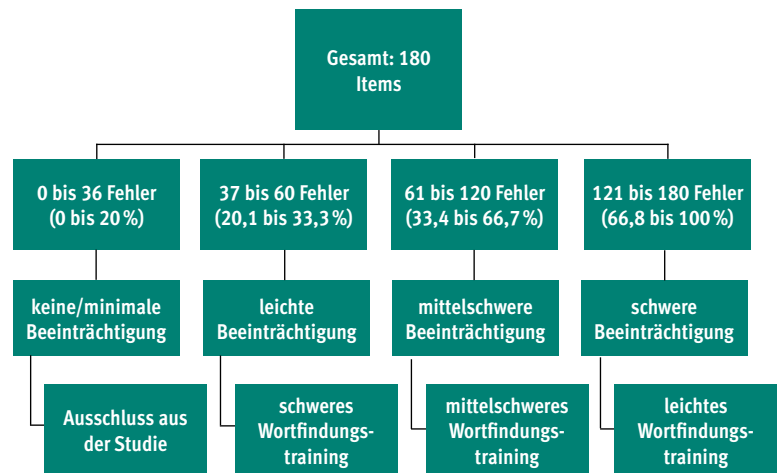 Gesamt: 180
Items
0 bis 36 Fehler
(0 bis 20 %)
37 bis 60 Fehler
(20,1 bis 33,3 %)
61 bis 120 Fehler
(33,4 bis 66,7 %)
121 bis 180 Fehler
(66,8 bis 100 %)
keine/minimale
Beeinträchtigung
leichte
Beeinträchtigung
mittelschwere
Beeinträchtigung
schwere
Beeinträchtigung
Ausschluss aus
der Studie
schweres
Wortfindungs-
training
mittelschweres
Wortfindungs-
training
leichtes
Wortfindungs-
training